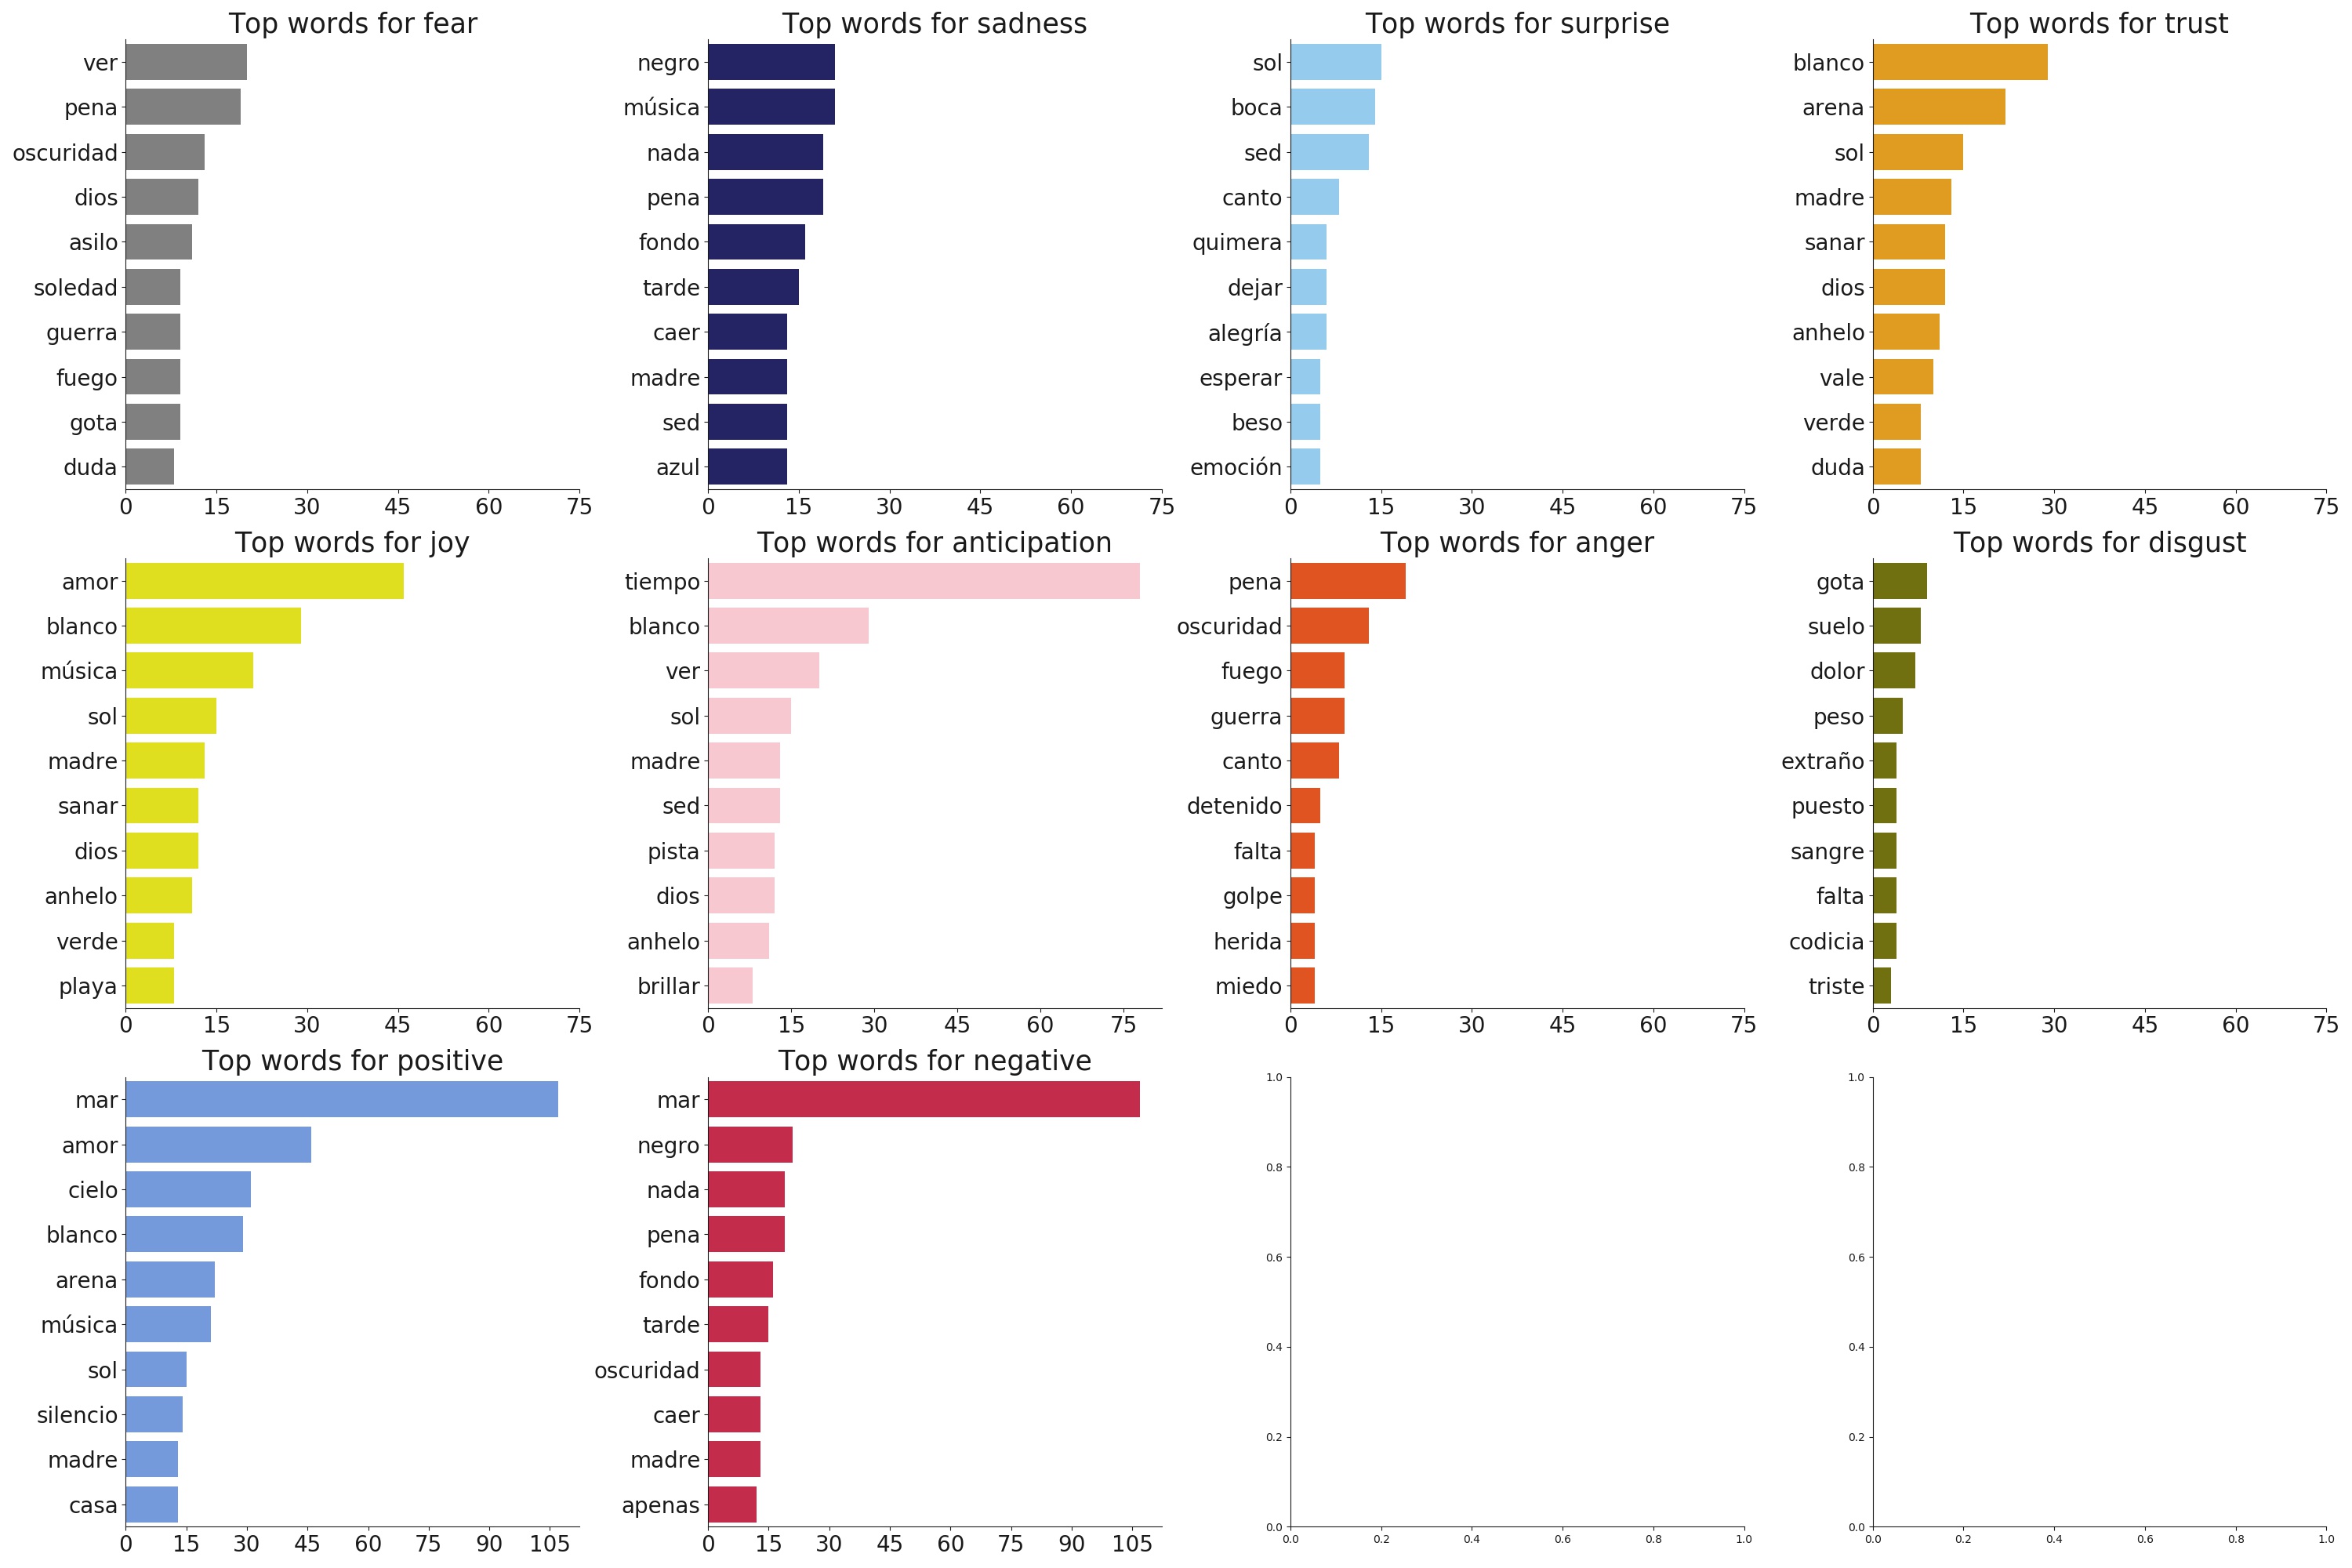 Top words for fear
ver
pena
oscuridad
dios
asilo
soledad
guerra
fuego
gota
duda
0 15 30 45 60 75
Top words for sadness
negro
música
nada
pena
fondo
tarde
caer
madre
sed
azul
0 15 30 45 60 75
Top words for surprise
sol
boca
sed
canto
quimera
dejar
alegría
esperar
beso
emoción
0 15 30 45 60 75
Top words for trust
blanco
arena
sol
madre
sanar
dios
anhelo
vale
verde
duda
0 15 30 45 60 75
Top words for joy
amor
blanco
música
sol
madre
sanar
dios
anhelo
verde
playa
0 15 30 45 60 75
Top words for anticipation
tiempo
blanco
ver
sol
madre
sed
pista
dios
anhelo
brillar
0 15 30 45 60 75
Top words for anger
pena
oscuridad
fuego
guerra
canto
detenido
falta
golpe
herida
miedo
0 15 30 45 60 75
Top words for disgust
gota
suelo
dolor
peso
extraño
puesto
sangre
falta
codicia
triste
0 15 30 45 60 75
Top words for positive
mar
amor
cielo
blanco
arena
música
sol
silencio
madre
casa
0 15 30 45 60 75 90 105
Top words for negative
mar
negro
nada
pena
fondo
tarde
oscuridad
caer
madre
apenas
0 15 30 45 60 75 90 105
1.0
0.8
0.6
0.4
0.2
0.0
0.0 0.2 0.4 0.6 0.8 1.0
1.0
0.8
0.6
0.4
0.2
0.0
0.0 0.2 0.4 0.6 0.8 1.0